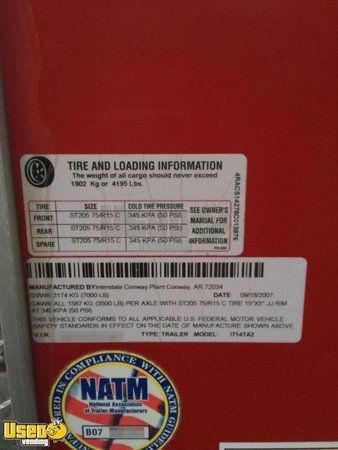 TIRE AND LOADING INFORMATION
The weight of all cargo should never exceed
1902 Kg or 4195 Lbs.
TIRE SIZE COLD TIRE PRESSURE
FRONT ST205 75/R15 C 345 KPA (50 PSI)
REAR ST205 75/R15 C 345 KPA (50 PSI)
SPARE ST205 75/R15 C 345 KPA (50 PSI)
SEE OWNER'S
MANUAL FOR
ADDITIONAL
INFORMATION
MANUFACTURED BY Interstate Conway Plant Conway, AR 72034
GVWR 3174 KG (7000 LB) DATE 09/18/2007
GAWR ALL 1587 KG (3500 LB) PER AXLE WITH ST205 75/R15 C TIRE 15"X5" JJ RIM
AT 345 KPA (50 PSI)
THIS VEHICLE CONFORMS TO ALL APPLICABLE U.S. FEDERAL MOTOR VEHICLE
SAFETY STANDARDS IN EFFECT ON DATE OF MANUFACTURE SHOWN ABOVE
V.I.N. TYPE: TRAILER MODEL: I714TA2
IN COMPLIANCE WITH NATM
NATM
National Association
of Trailer Manufacturers
B07
Used
vending